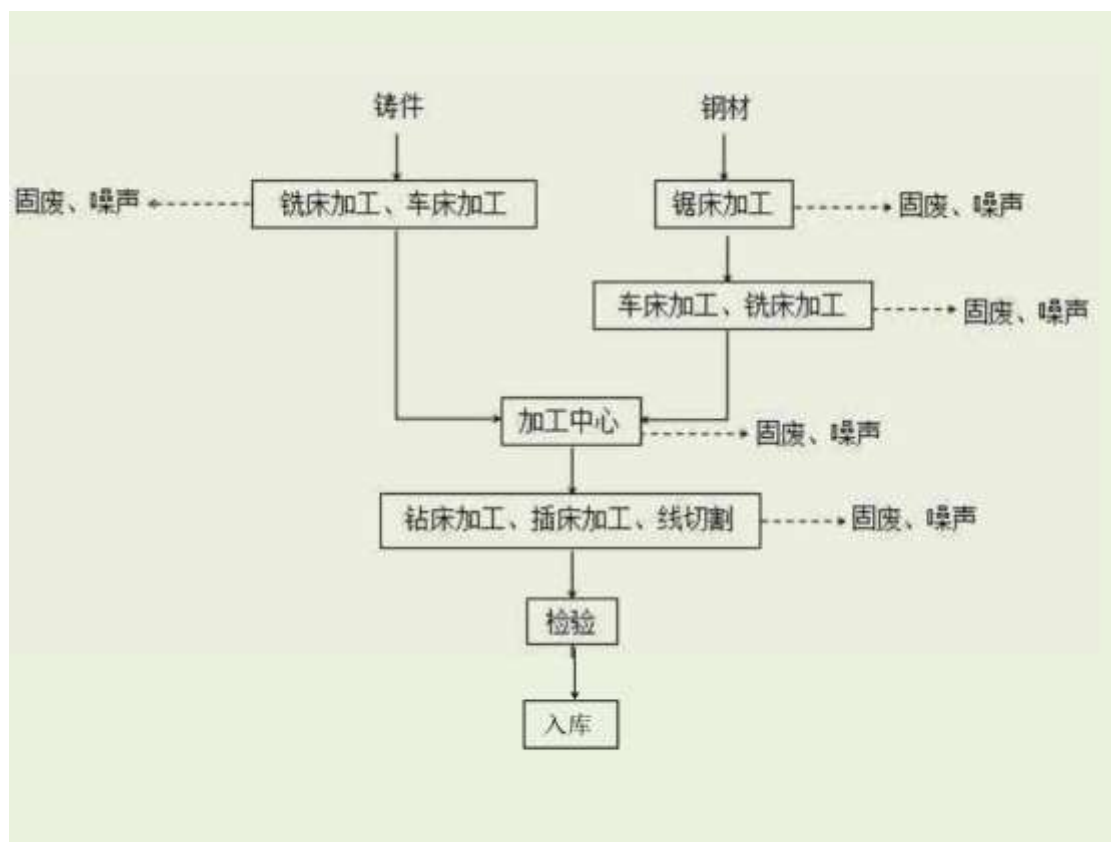 铸件
钢材
固废、噪声
铣床加工、车床加工
锯床加工
固废、噪声
车床加工、铣床加工
固废、噪声
加工中心
固废、噪声
钻床加工、插床加工、线切割
固废、噪声
检验
入库